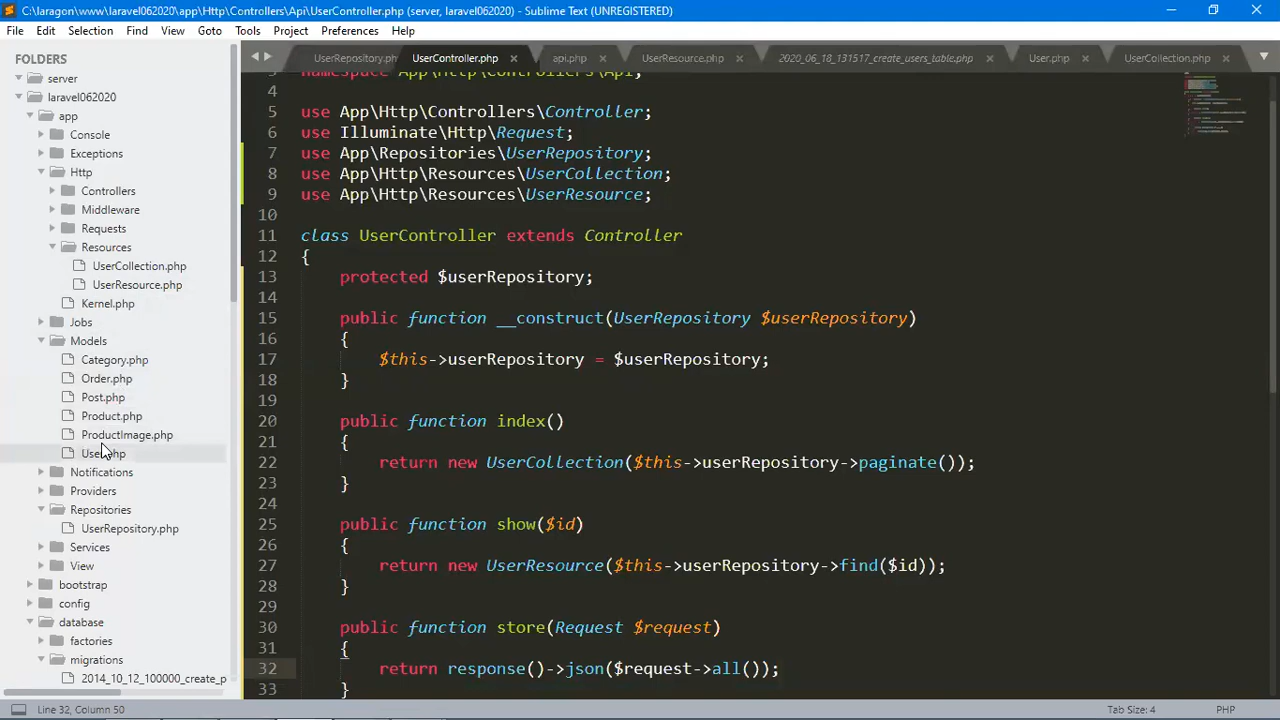 C:\laragon\www\laravel062020\app\Http\Controllers\Api\UserController.php (server, laravel062020) - Sublime Text (UNREGISTERED)
File Edit Selection Find View Goto Tools Project Preferences Help
FOLDERS
server
laravel062020
app
Console
Exceptions
Http
Controllers
Middleware
Requests
Resources
UserCollection.php
UserResource.php
Kernel.php
Jobs
Models
Category.php
Order.php
Post.php
Product.php
ProductImage.php
User.php
Notifications
Providers
Repositories
UserRepository.php
Services
View
bootstrap
config
database
factories
migrations
2014_10_12_100000_create_p
UserRepository.ph UserController.php api.php UserResource.php 2020_06_18_131517_create_users_table.php User.php UserCollection.php
3 namespace App\Http\Controllers\Api;
4
5 use App\Http\Controllers\Controller;
6 use Illuminate\Http\Request;
7 use App\Repositories\UserRepository;
8 use App\Http\Resources\UserCollection;
9 use App\Http\Resources\UserResource;
10
11 class UserController extends Controller
12 {
13 protected $userRepository;
14
15 public function __construct(UserRepository $userRepository)
16 {
17 $this->userRepository = $userRepository;
18 }
19
20 public function index()
21 {
22 return new UserCollection($this->userRepository->paginate());
23 }
24
25 public function show($id)
26 {
27 return new UserResource($this->userRepository->find($id));
28 }
29
30 public function store(Request $request)
31 {
32 return response()->json($request->all());
33 }
Line 32, Column 50 Tab Size: 4 PHP